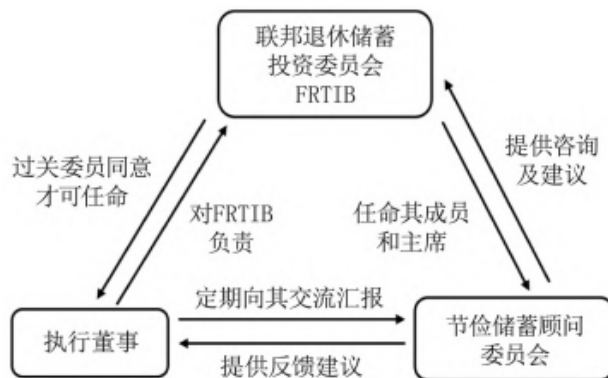 联邦退休储蓄
投资委员会
FRTIB
过关委员同意
才可任命
对FRTIB
负责
任命其成员
和主席
提供咨询
及建议
执行董事
定期向其交流汇报
提供反馈建议
节俭储蓄顾问
委员会